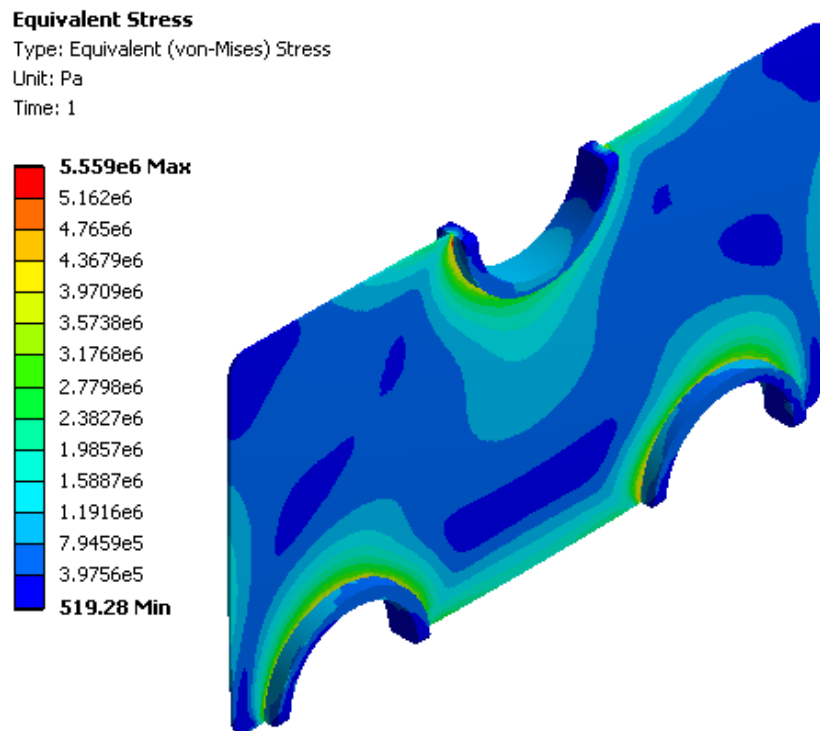 Equivalent Stress
Type: Equivalent (von-Mises) Stress
Unit: Pa
Time: 1
5.559e6 Max
5.162e6
4.765e6
4.3679e6
3.9709e6
3.5738e6
3.1768e6
2.7798e6
2.3827e6
1.9857e6
1.5887e6
1.1916e6
7.9459e5
3.9756e5
519.28 Min